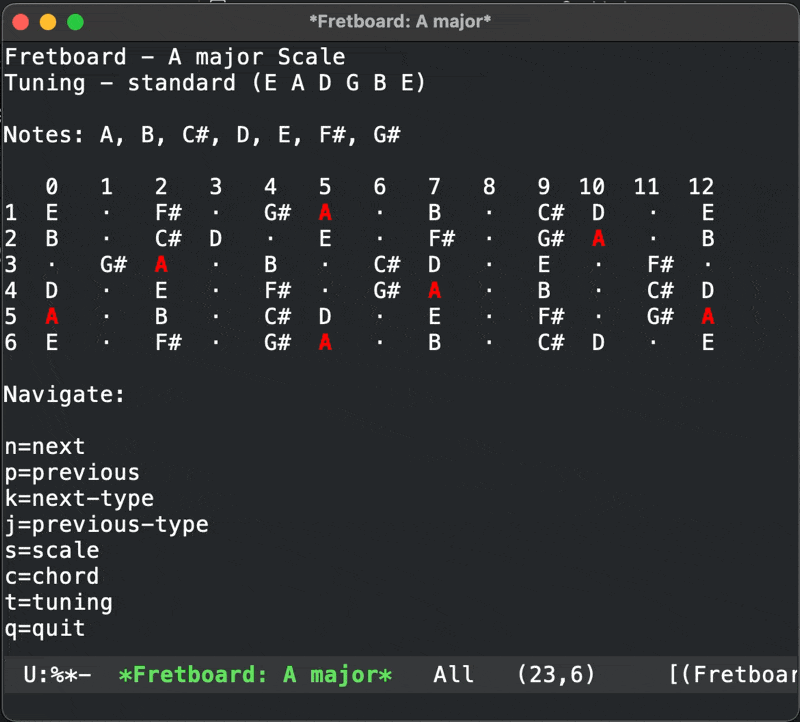 *Fretboard: A major*
Fretboard – A major Scale
Tuning – standard (E A D G B E)
Notes: A, B, C#, D, E, F#, G#
0 1 2 3 4 5 6 7 8 9 10 11 12
1 E · F# · G# A · B · C# D · E
2 B · C# D · E · F# · G# A · B
3 · G# A · B · C# D · E · F# ·
4 D · E · F# · G# A · B · C# D
5 A · B · C# D · E · F# · G# A
6 E · F# · G# A · B · C# D · E
Navigate:
n=next
p=previous
k=next-type
j=previous-type
s=scale
c=chord
t=tuning
q=quit
U:%*– *Fretboard: A major* All (23,6) [(Fretboar